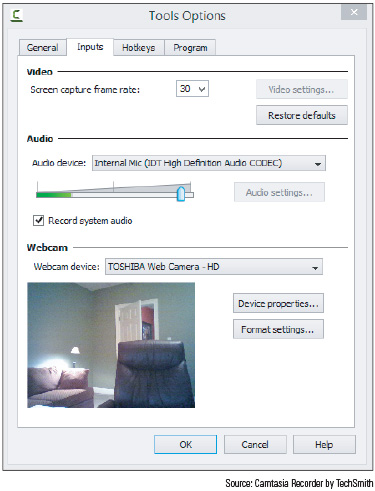 Tools Options
General Inputs Hotkeys Program
Video
Screen capture frame rate: 30 Video settings...
Restore defaults
Audio
Audio device: Internal Mic (IDT High Definition Audio CODEC)
Audio settings...
Record system audio
Webcam
Webcam device: TOSHIBA Web Camera - HD
Device properties...
Format settings...
OK Cancel Help
Source: Camtasia Recorder by TechSmith